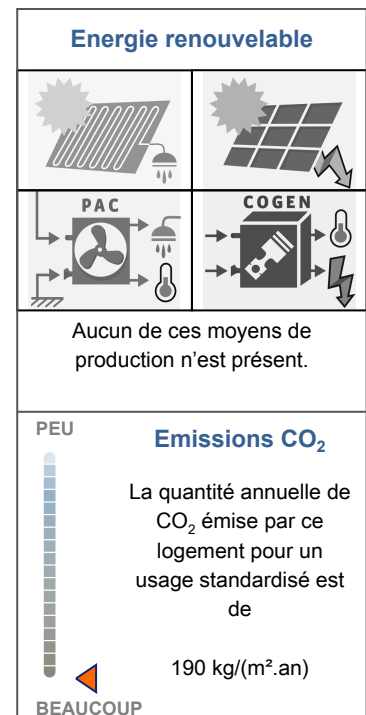 Energie renouvelable
PAC
COGEN
Aucun de ces moyens de
production n'est présent.
PEU
Emissions CO₂
La quantité annuelle de
CO₂ émise par ce
logement pour un
usage standardisé est
de
190 kg/(m².an)
BEAUCOUP